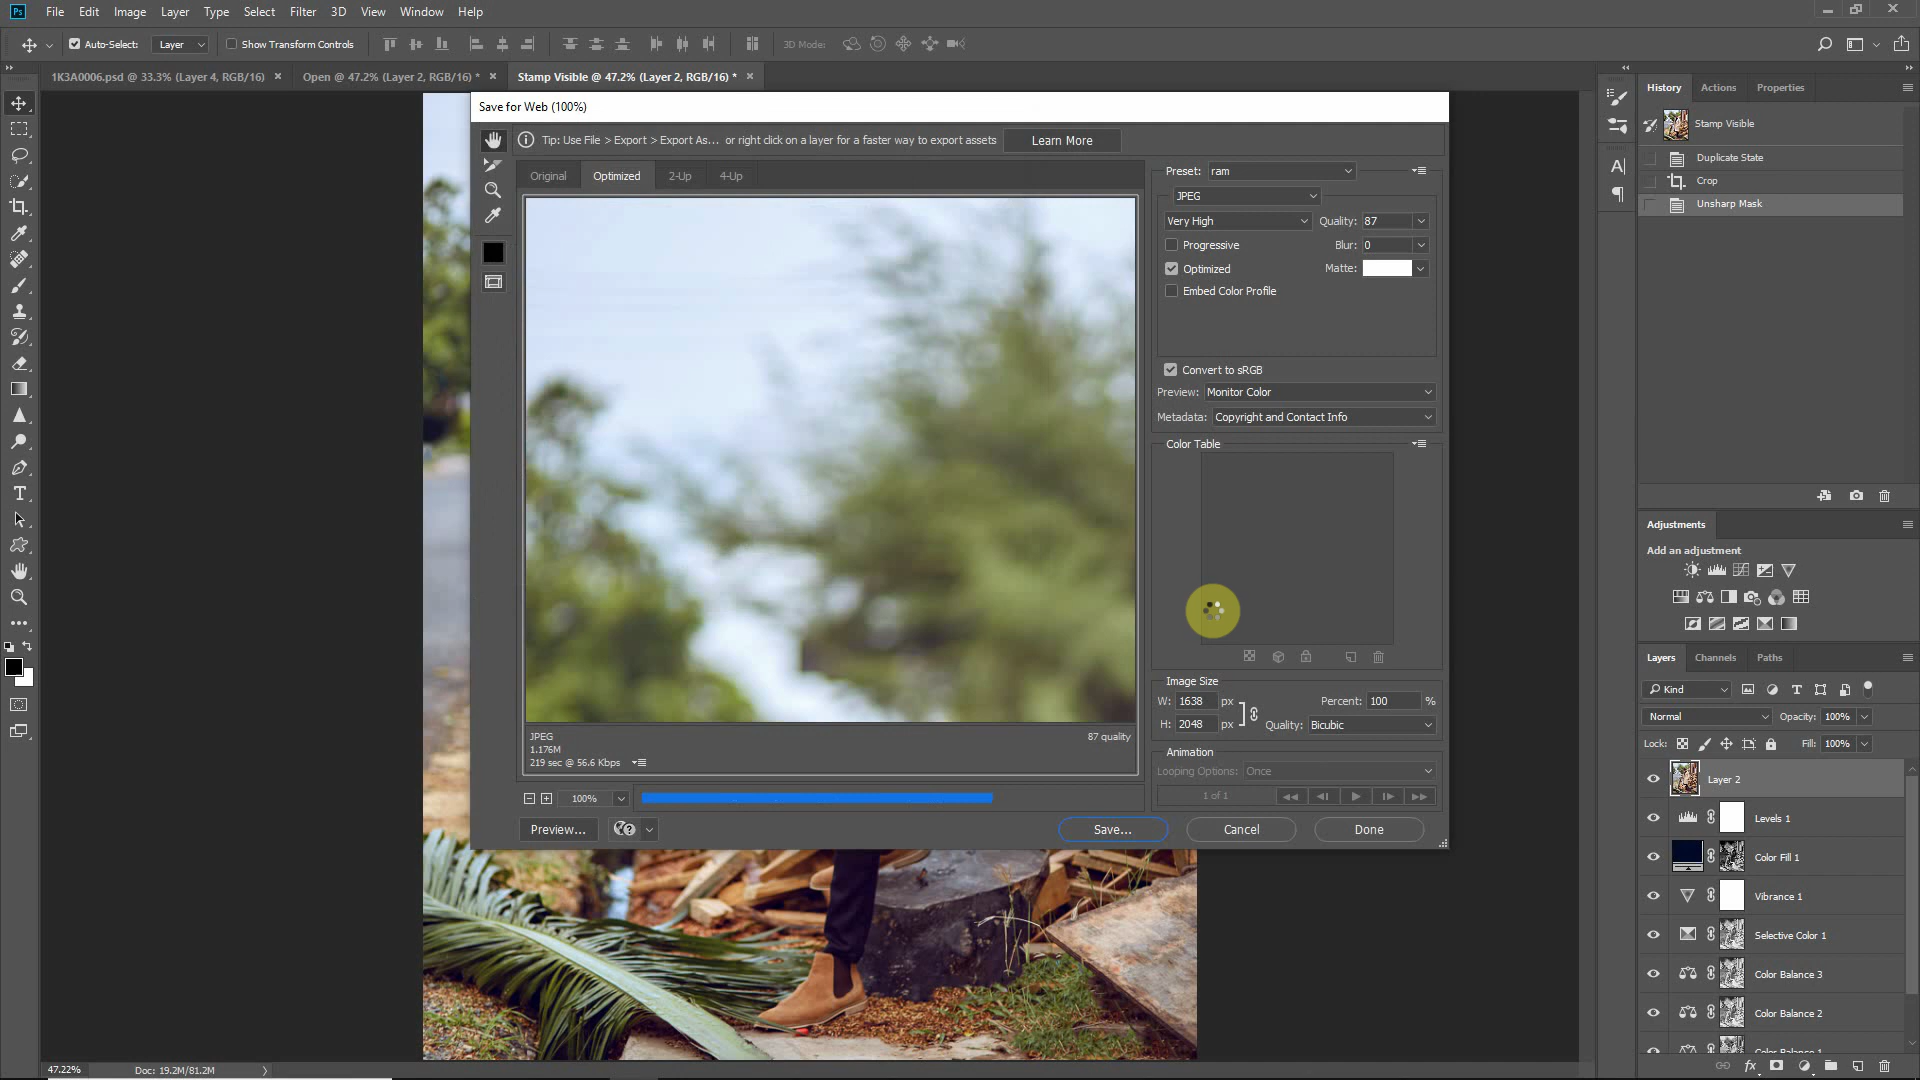 Ps File Edit Image Layer Type Select Filter 3D View Window Help
Auto-Select: Layer Show Transform Controls 3D Mode:
1K3A0006.psd @ 33.3% (Layer 4, RGB/16) × Open @ 47.2% (Layer 2, RGB/16) * × Stamp Visible @ 47.2% (Layer 2, RGB/16) * ×
Save for Web (100%)
Tip: Use File > Export > Export As... or right click on a layer for a faster way to export assets Learn More
Original Optimized 2-Up 4-Up
Preset: ram
JPEG
Very High Quality: 87
Progressive Blur: 0
Optimized Matte:
Embed Color Profile
Convert to sRGB
Preview: Monitor Color
Metadata: Copyright and Contact Info
Color Table
Image Size
W: 1638 px Percent: 100 %
H: 2048 px Quality: Bicubic
Animation
Looping Options: Once
1 of 1
JPEG 87 quality
1.176M
219 sec @ 56.6 Kbps
100%
Preview... Save... Cancel Done
47.22% Doc: 19.2M/81.2M
History Actions Properties
Stamp Visible
Duplicate State
Crop
Unsharp Mask
Adjustments
Add an adjustment
Layers Channels Paths
Kind
Normal Opacity: 100%
Lock: Fill: 100%
Layer 2
Levels 1
Color Fill 1
Vibrance 1
Selective Color 1
Color Balance 3
Color Balance 2
Color Balance 1